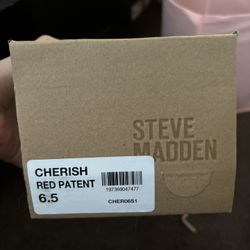 STEVE
MADDEN
CHERISH
RED PATENT
6.5
197369047477
CHER06S1